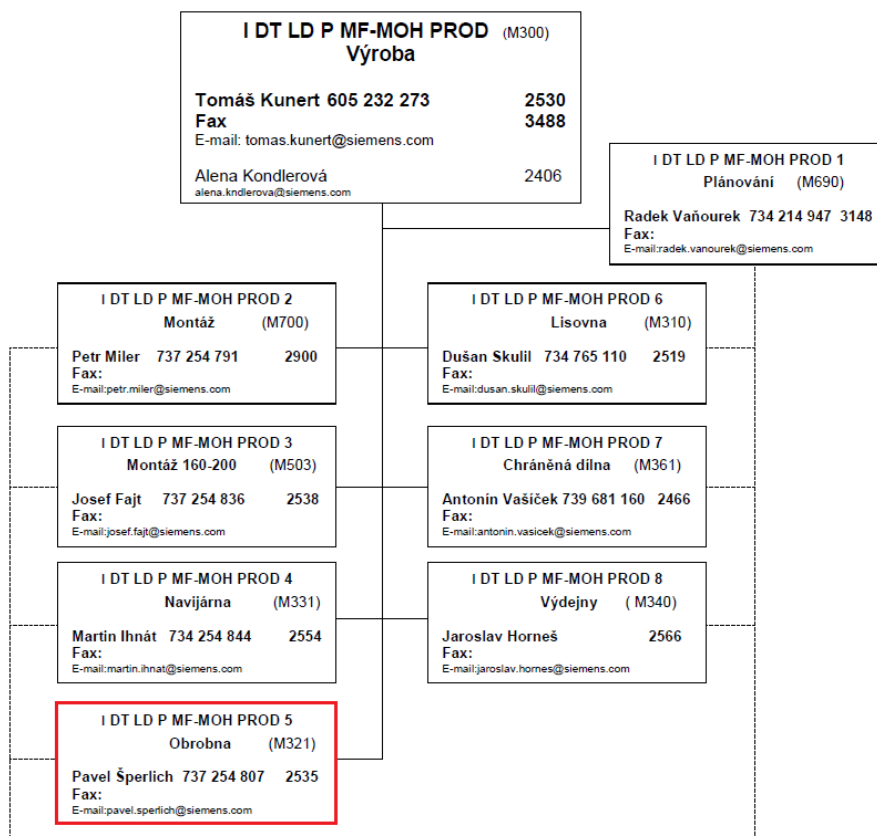 I DT LD P MF-MOH PROD (M300)
Výroba
Tomáš Kunert 605 232 273 2530
Fax 3488
E-mail: tomas.kunert@siemens.com
Alena Kondlerová 2406
alena.kndlerova@siemens.com
I DT LD P MF-MOH PROD 1
Plánování (M690)
Radek Vaňourek 734 214 947 3148
Fax:
E-mail:radek.vanourek@siemens.com
I DT LD P MF-MOH PROD 2
Montáž (M700)
Petr Miler 737 254 791 2900
Fax:
E-mail:petr.miler@siemens.com
I DT LD P MF-MOH PROD 6
Lisovna (M310)
Dušan Skulil 734 765 110 2519
Fax:
E-mail:dusan.skulil@siemens.com
I DT LD P MF-MOH PROD 3
Montáž 160-200 (M503)
Josef Fajt 737 254 836 2538
Fax:
E-mail:josef.fajt@siemens.com
I DT LD P MF-MOH PROD 7
Chráněná dílna (M361)
Antonín Vašíček 739 681 160 2466
Fax:
E-mail:antonin.vasicek@siemens.com
I DT LD P MF-MOH PROD 4
Navijárna (M331)
Martin Ihnát 734 254 844 2554
Fax:
E-mail:martin.ihnat@siemens.com
I DT LD P MF-MOH PROD 8
Výdejny ( M340)
Jaroslav Horneš 2566
Fax:
E-mail:jaroslav.hornes@siemens.com
I DT LD P MF-MOH PROD 5
Obrobna (M321)
Pavel Šperlich 737 254 807 2535
Fax:
E-mail:pavel.sperlich@siemens.com